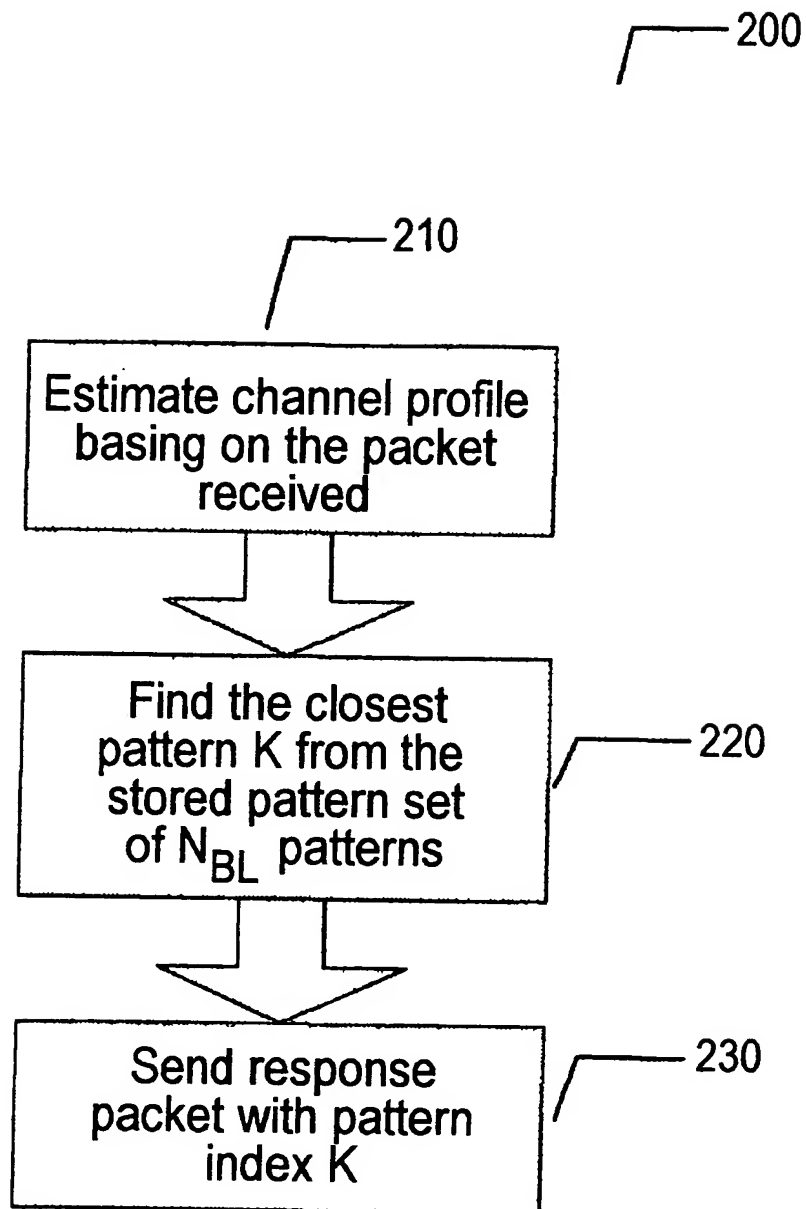 200
210
Estimate channel profile
basing on the packet
received
Find the closest
pattern K from the
stored pattern set
of N_BL patterns
220
Send response
packet with pattern
index K
230